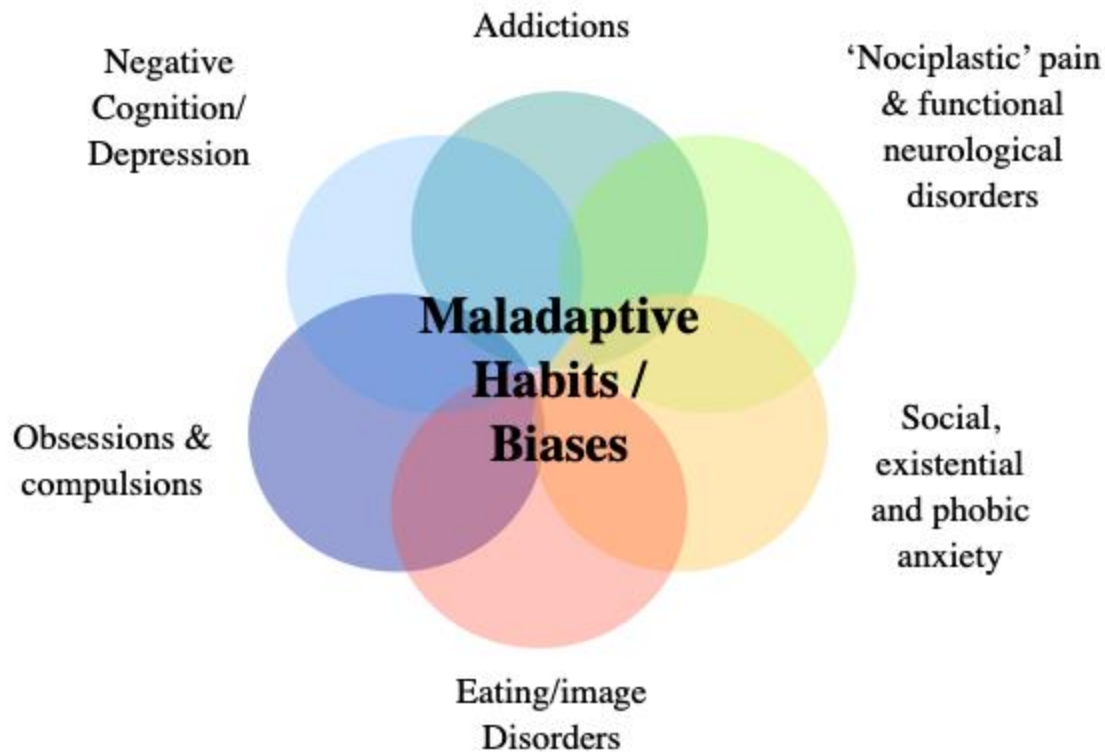 Addictions
Negative
Cognition/
Depression
‘Nociplastic’ pain
& functional
neurological
disorders
Maladaptive
Habits /
Biases
Obsessions &
compulsions
Social,
existential
and phobic
anxiety
Eating/image
Disorders